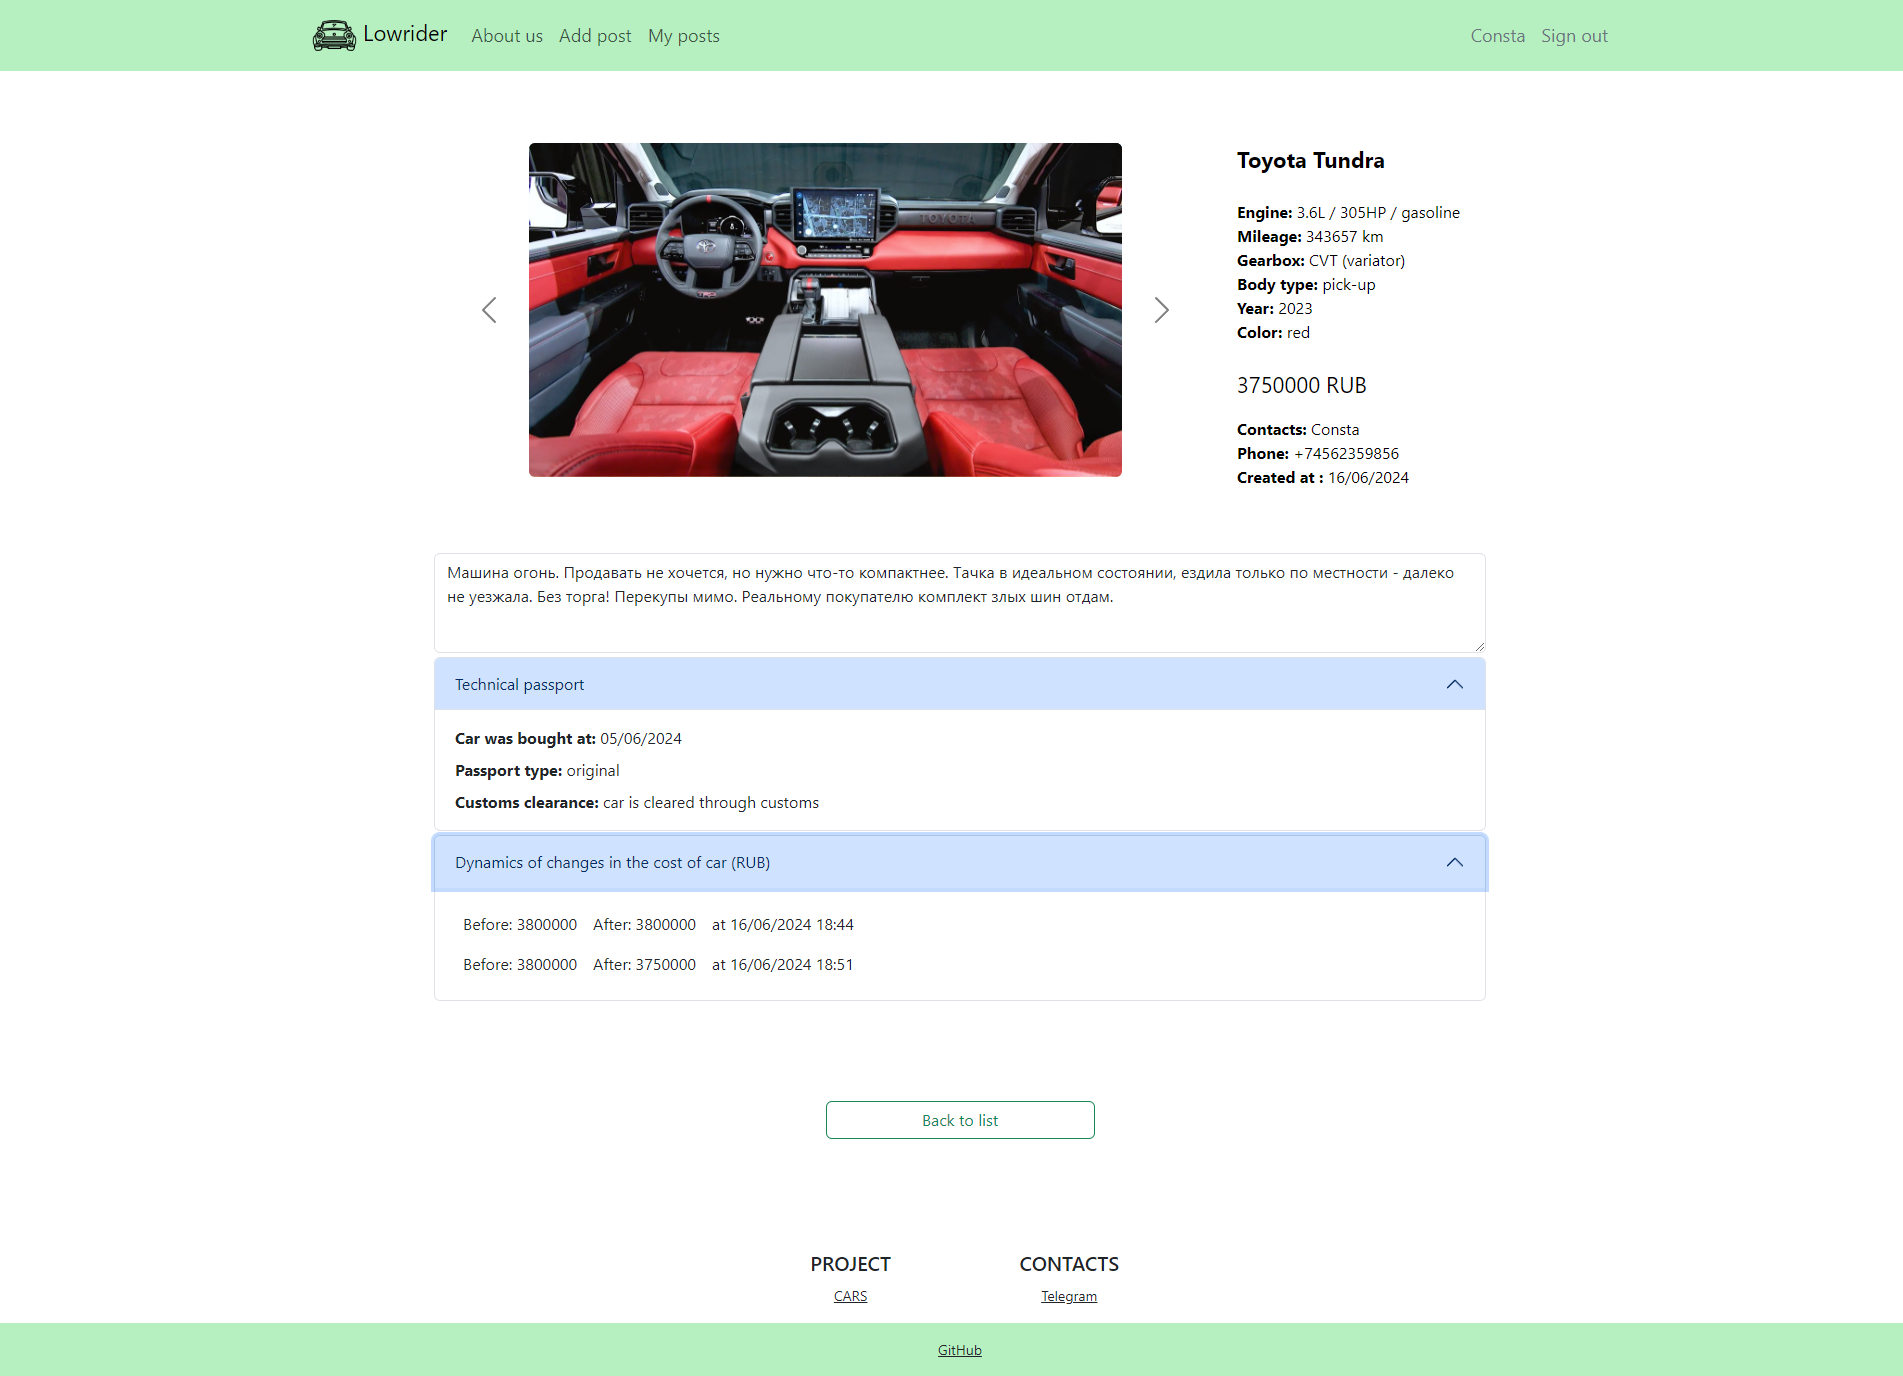 Lowrider
About us
Add post
My posts
Consta
Sign out
TOYOTA
Toyota Tundra
Engine: 3.6L / 305HP / gasoline
Mileage: 343657 km
Gearbox: CVT (variator)
Body type: pick-up
Year: 2023
Color: red
3750000 RUB
Contacts: Consta
Phone: +74562359856
Created at : 16/06/2024
Машина огонь. Продавать не хочется, но нужно что-то компактнее. Тачка в идеальном состоянии, ездила только по местности - далеко
не уезжала. Без торга! Перекупы мимо. Реальному покупателю комплект злых шин отдам.
Technical passport
Car was bought at: 05/06/2024
Passport type: original
Customs clearance: car is cleared through customs
Dynamics of changes in the cost of car (RUB)
Before: 3800000 After: 3800000 at 16/06/2024 18:44
Before: 3800000 After: 3750000 at 16/06/2024 18:51
Back to list
PROJECT
CARS
CONTACTS
Telegram
GitHub